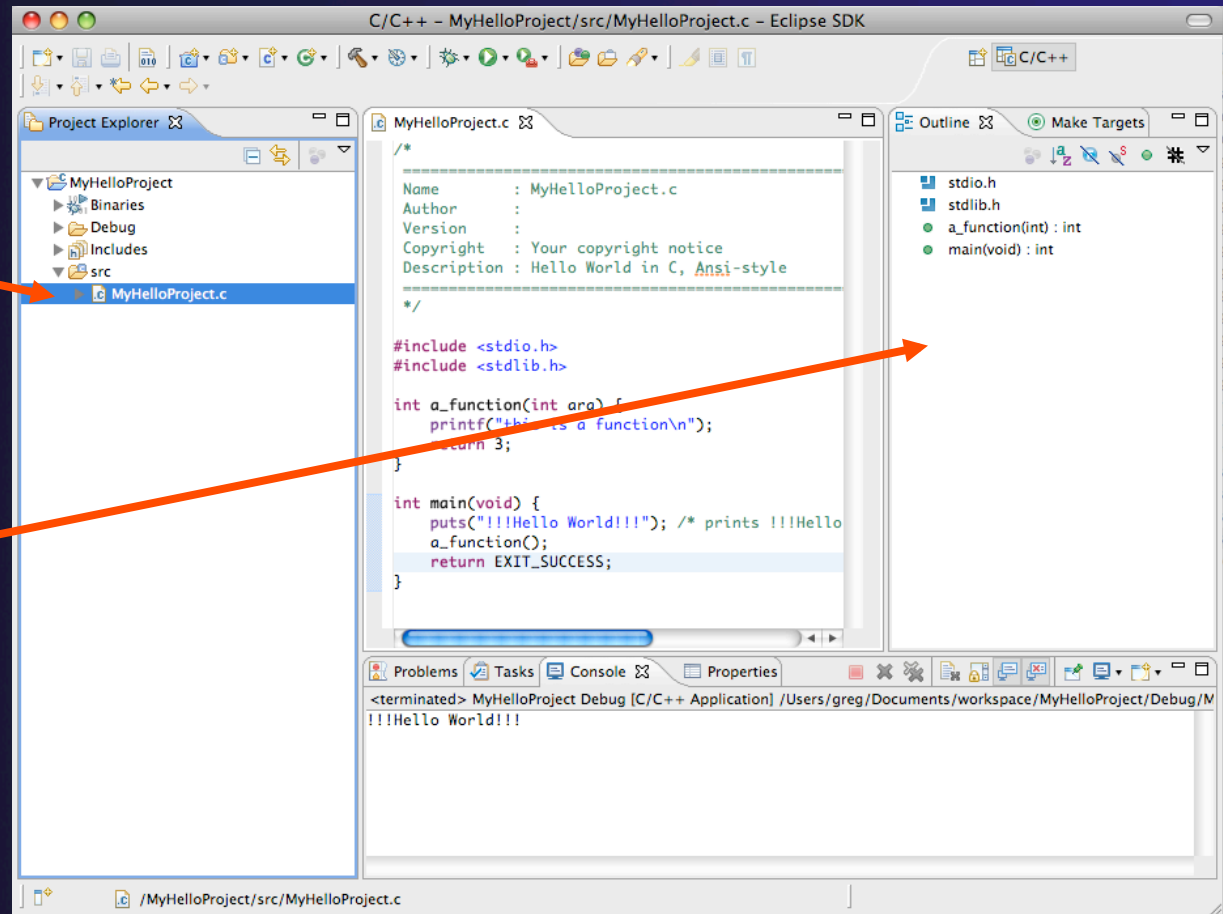 C/C++ – MyHelloProject/src/MyHelloProject.c – Eclipse SDK
010
C/C++
Project Explorer
MyHelloProject
Binaries
Debug
Includes
src
MyHelloProject.c
MyHelloProject.c
/*
Name : MyHelloProject.c
Author :
Version :
Copyright : Your copyright notice
Description : Hello World in C, Ansi-style
*/
#include <stdio.h>
#include <stdlib.h>
int a_function(int arg) {
printf("this is a function\n");
return 3;
}
int main(void) {
puts("!!!Hello World!!!"); /* prints !!!Hello
a_function();
return EXIT_SUCCESS;
}
Outline Make Targets
stdio.h
stdlib.h
a_function(int) : int
main(void) : int
Problems Tasks Console Properties
<terminated> MyHelloProject Debug [C/C++ Application] /Users/greg/Documents/workspace/MyHelloProject/Debug/M
!!!Hello World!!!
/MyHelloProject/src/MyHelloProject.c